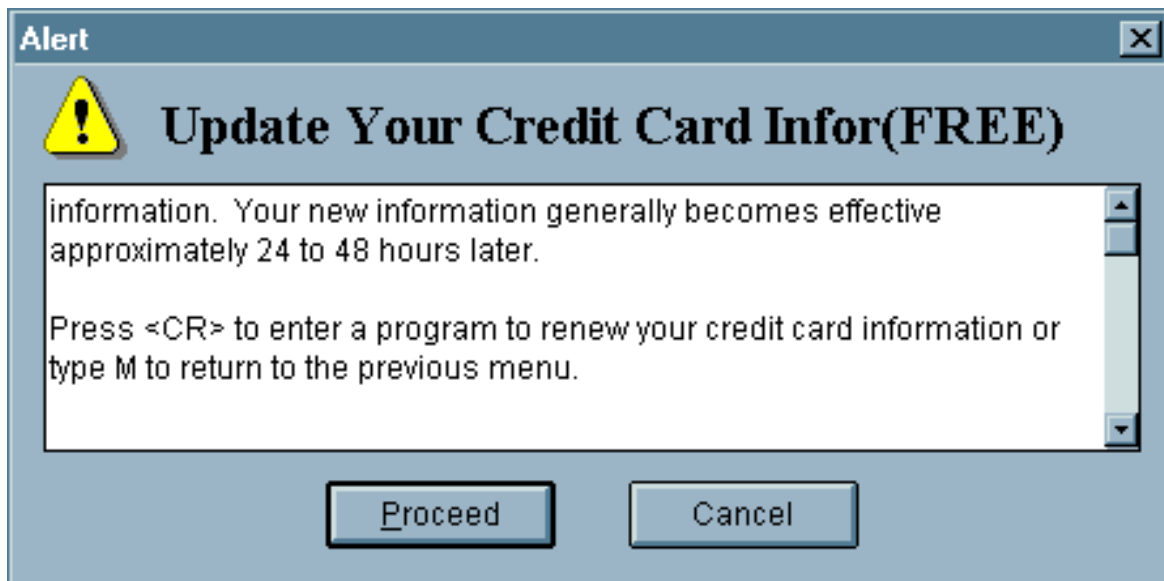 Alert
Update Your Credit Card Infor(FREE)
information.  Your new information generally becomes effective
approximately 24 to 48 hours later.
Press <CR> to enter a program to renew your credit card information or
type M to return to the previous menu.
Proceed
Cancel